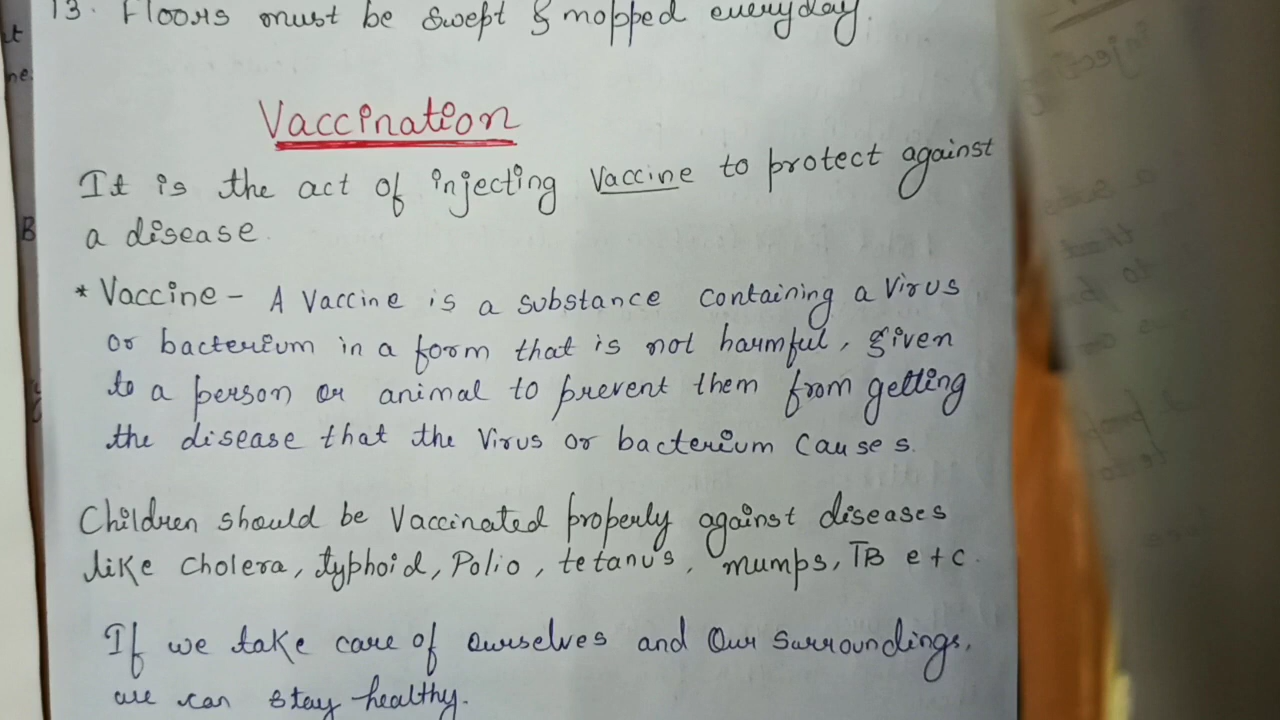 13. Floors must be swept & mopped everyday.
Vaccination
It is the act of injecting Vaccine to protect against
a disease.
* Vaccine - A Vaccine is a substance containing a Virus
or bacterium in a form that is not harmful, given
to a person or animal to prevent them from getting
the disease that the Virus or bacterium causes.
Children should be Vaccinated properly against diseases
like cholera, typhoid, Polio, tetanus, mumps, TB etc.
If we take care of Ourselves and Our Surroundings,
we can stay healthy.